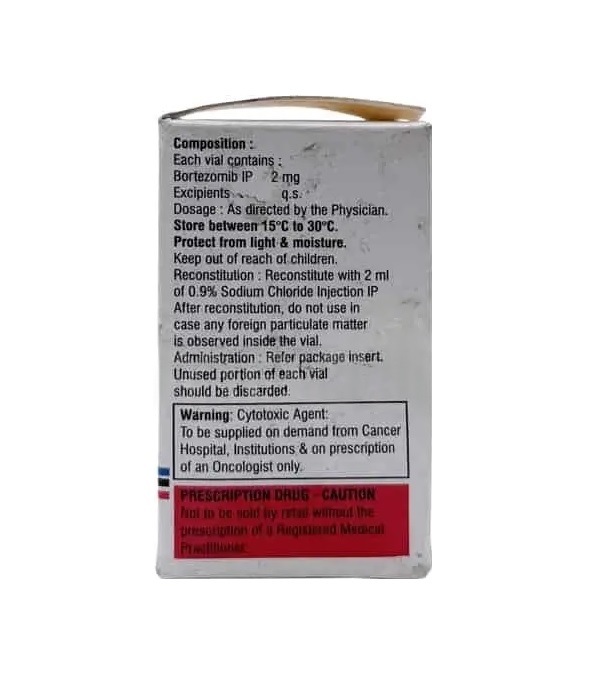 Composition :
Each vial contains :
Bortezomib IP 2 mg
Excipients q.s.
Dosage : As directed by the Physician.
Store between 15°C to 30°C.
Protect from light & moisture.
Keep out of reach of children.
Reconstitution : Reconstitute with 2 ml
of 0.9% Sodium Chloride Injection IP
After reconstitution, do not use in
case any foreign particulate matter
is observed inside the vial.
Administration : Refer package insert.
Unused portion of each vial
should be discarded.
Warning: Cytotoxic Agent:
To be supplied on demand from Cancer
Hospital, Institutions & on prescription
of an Oncologist only.
PRESCRIPTION DRUG - CAUTION
Not to be sold by retail without the
prescription of a Registered Medical
Practitioner.